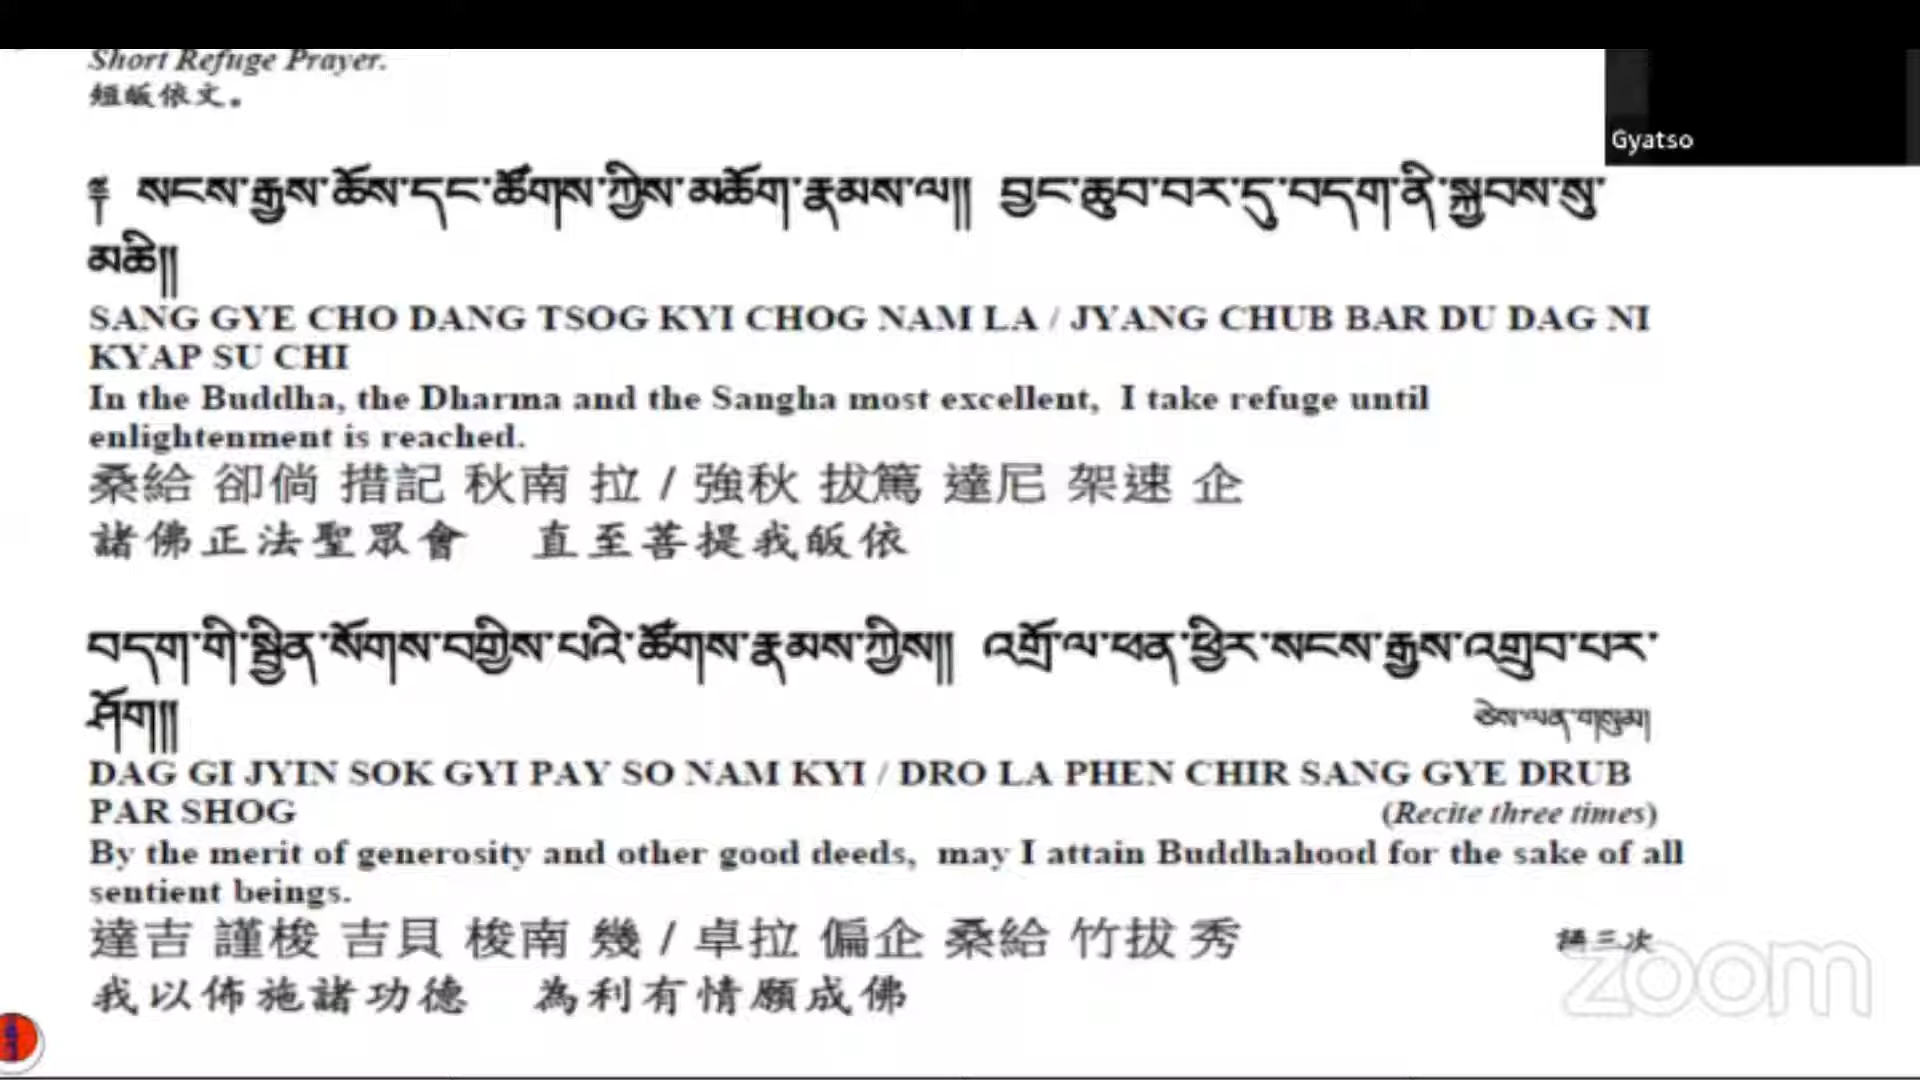 Short Refuge Prayer.
短皈依文。
Gyatso
༈ སངས་རྒྱས་ཆོས་དང་ཚོགས་ཀྱིས་མཆོག་རྣམས་ལ།། བྱང་ཆུབ་བར་དུ་བདག་ནི་སྐྱབས་སུ་
མཆི།།
SANG GYE CHO DANG TSOG KYI CHOG NAM LA / JYANG CHUB BAR DU DAG NI
KYAP SU CHI
In the Buddha, the Dharma and the Sangha most excellent, I take refuge until
enlightenment is reached.
桑給 卻倘 措記 秋南 拉 / 強秋 拔篤 達尼 架速 企
諸佛正法聖眾會 直至菩提我皈依
བདག་གི་སྦྱིན་སོགས་བགྱིས་པའི་ཚོགས་རྣམས་ཀྱིས།། འགྲོ་ལ་ཕན་ཕྱིར་སངས་རྒྱས་འགྲུབ་པར་
ཤོག།།
ཅེས་ལན་གསུམ།
DAG GI JYIN SOK GYI PAY SO NAM KYI / DRO LA PHEN CHIR SANG GYE DRUB
PAR SHOG (Recite three times)
By the merit of generosity and other good deeds, may I attain Buddhahood for the sake of all
sentient beings.
達吉 謹梭 吉貝 梭南 幾 / 卓拉 偏企 桑給 竹拔 秀 三次
我以佈施諸功德 為利有情願成佛
zoom